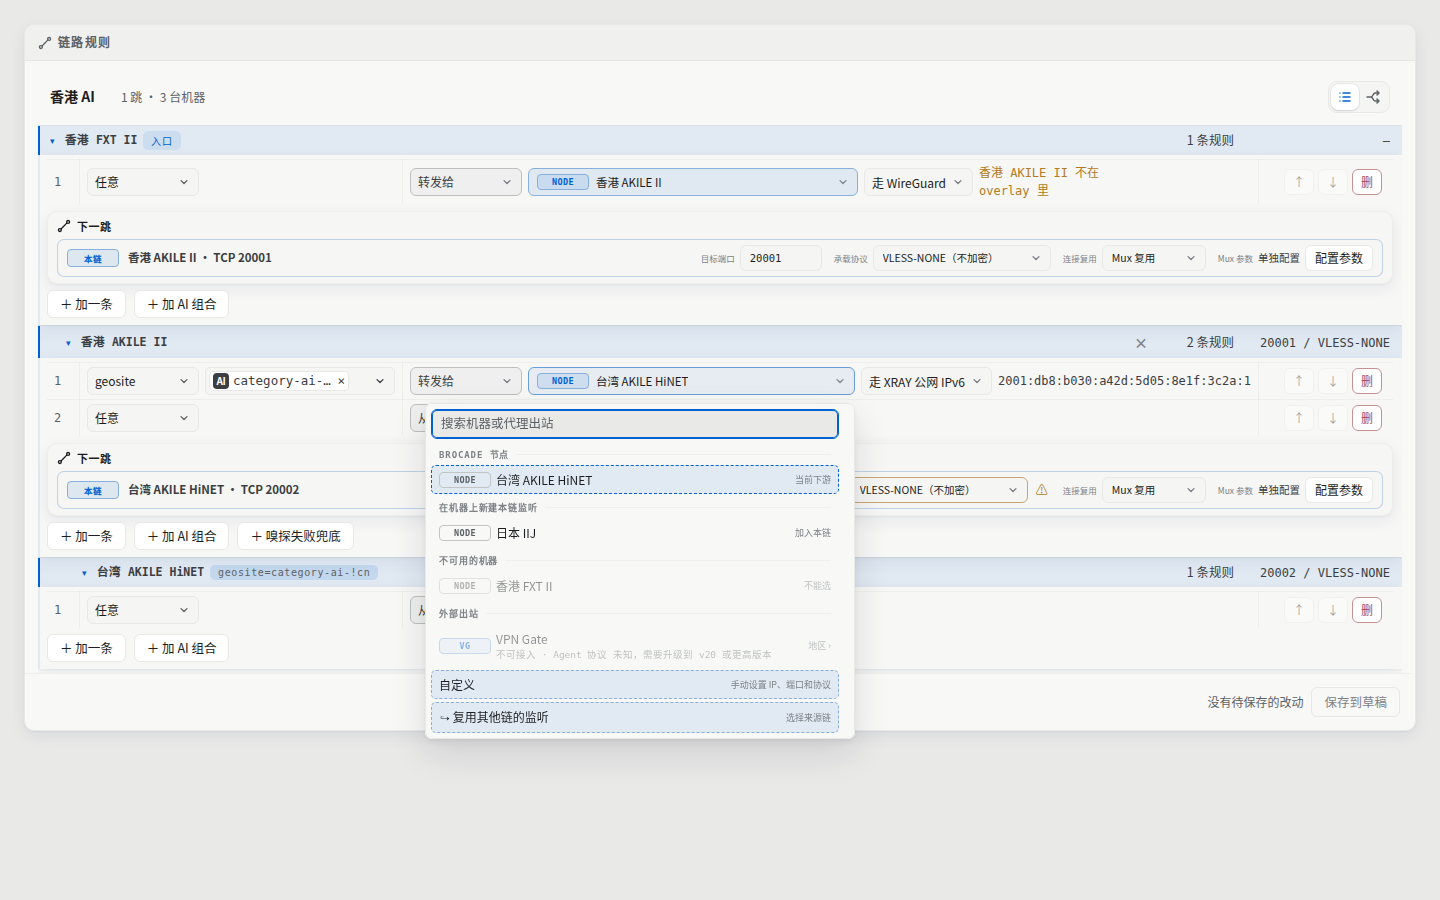 链路规则
香港 AI 1 跳 · 3 台机器
▾ 香港 FXT II 入口 1 条规则 –
1 任意 转发给 NODE 香港 AKILE II 走 WireGuard 香港 AKILE II 不在
overlay 里 ↑ ↓ 删
下一跳
本链 香港 AKILE II · TCP 20001 目标端口 20001 承载协议 VLESS-NONE（不加密） 连接复用 Mux 复用 Mux 参数 单独配置 配置参数
+ 加一条 + 加 AI 组合
▾ 香港 AKILE II × 2 条规则 20001 / VLESS-NONE
1 geosite AI category-ai-… × 转发给 NODE 台湾 AKILE HiNET 走 XRAY 公网 IPv6 2001:db8:b030:a42d:5d05:8e1f:3c2a:1 ↑ ↓ 删
2 任意 ↑ ↓ 删
搜索机器或代理出站
BROCADE 节点
NODE 台湾 AKILE HiNET 当前下游
在机器上新建本链监听
NODE 日本 IIJ 加入本链
不可用的机器
NODE 香港 FXT II 不能选
外部出站
VG VPN Gate 地区 ›
不可接入 · Agent 协议 未知，需要升级到 v20 或更高版本
自定义 手动设置 IP、端口和协议
↪ 复用其他链的监听 选择来源链
下一跳
本链 台湾 AKILE HiNET · TCP 20002 VLESS-NONE（不加密） 连接复用 Mux 复用 Mux 参数 单独配置 配置参数
+ 加一条 + 加 AI 组合 + 嗅探失败兜底
▾ 台湾 AKILE HiNET geosite=category-ai-!cn 1 条规则 20002 / VLESS-NONE
1 任意 ↑ ↓ 删
+ 加一条 + 加 AI 组合
没有待保存的改动 保存到草稿